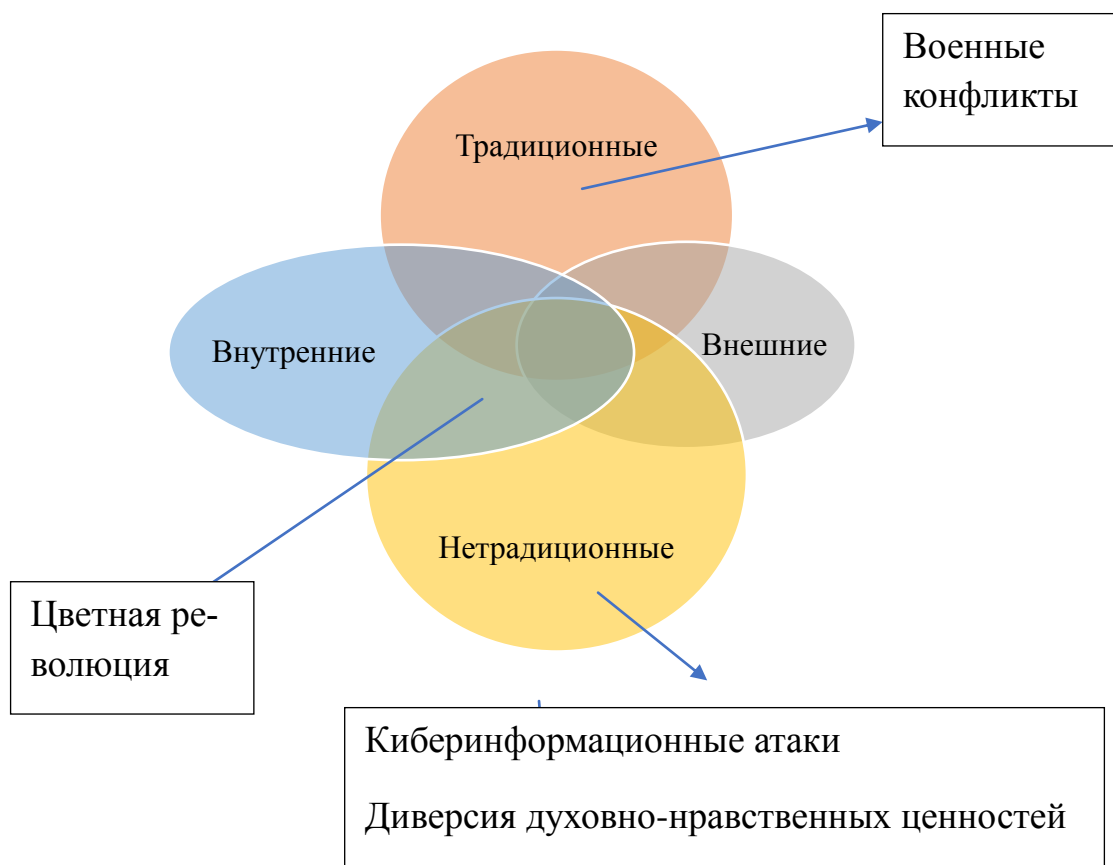 Военные
конфликты
Традиционные
Внутренние
Внешние
Нетрадиционные
Цветная ре-
волюция
Киберинформационные атаки
Диверсия духовно-нравственных ценностей